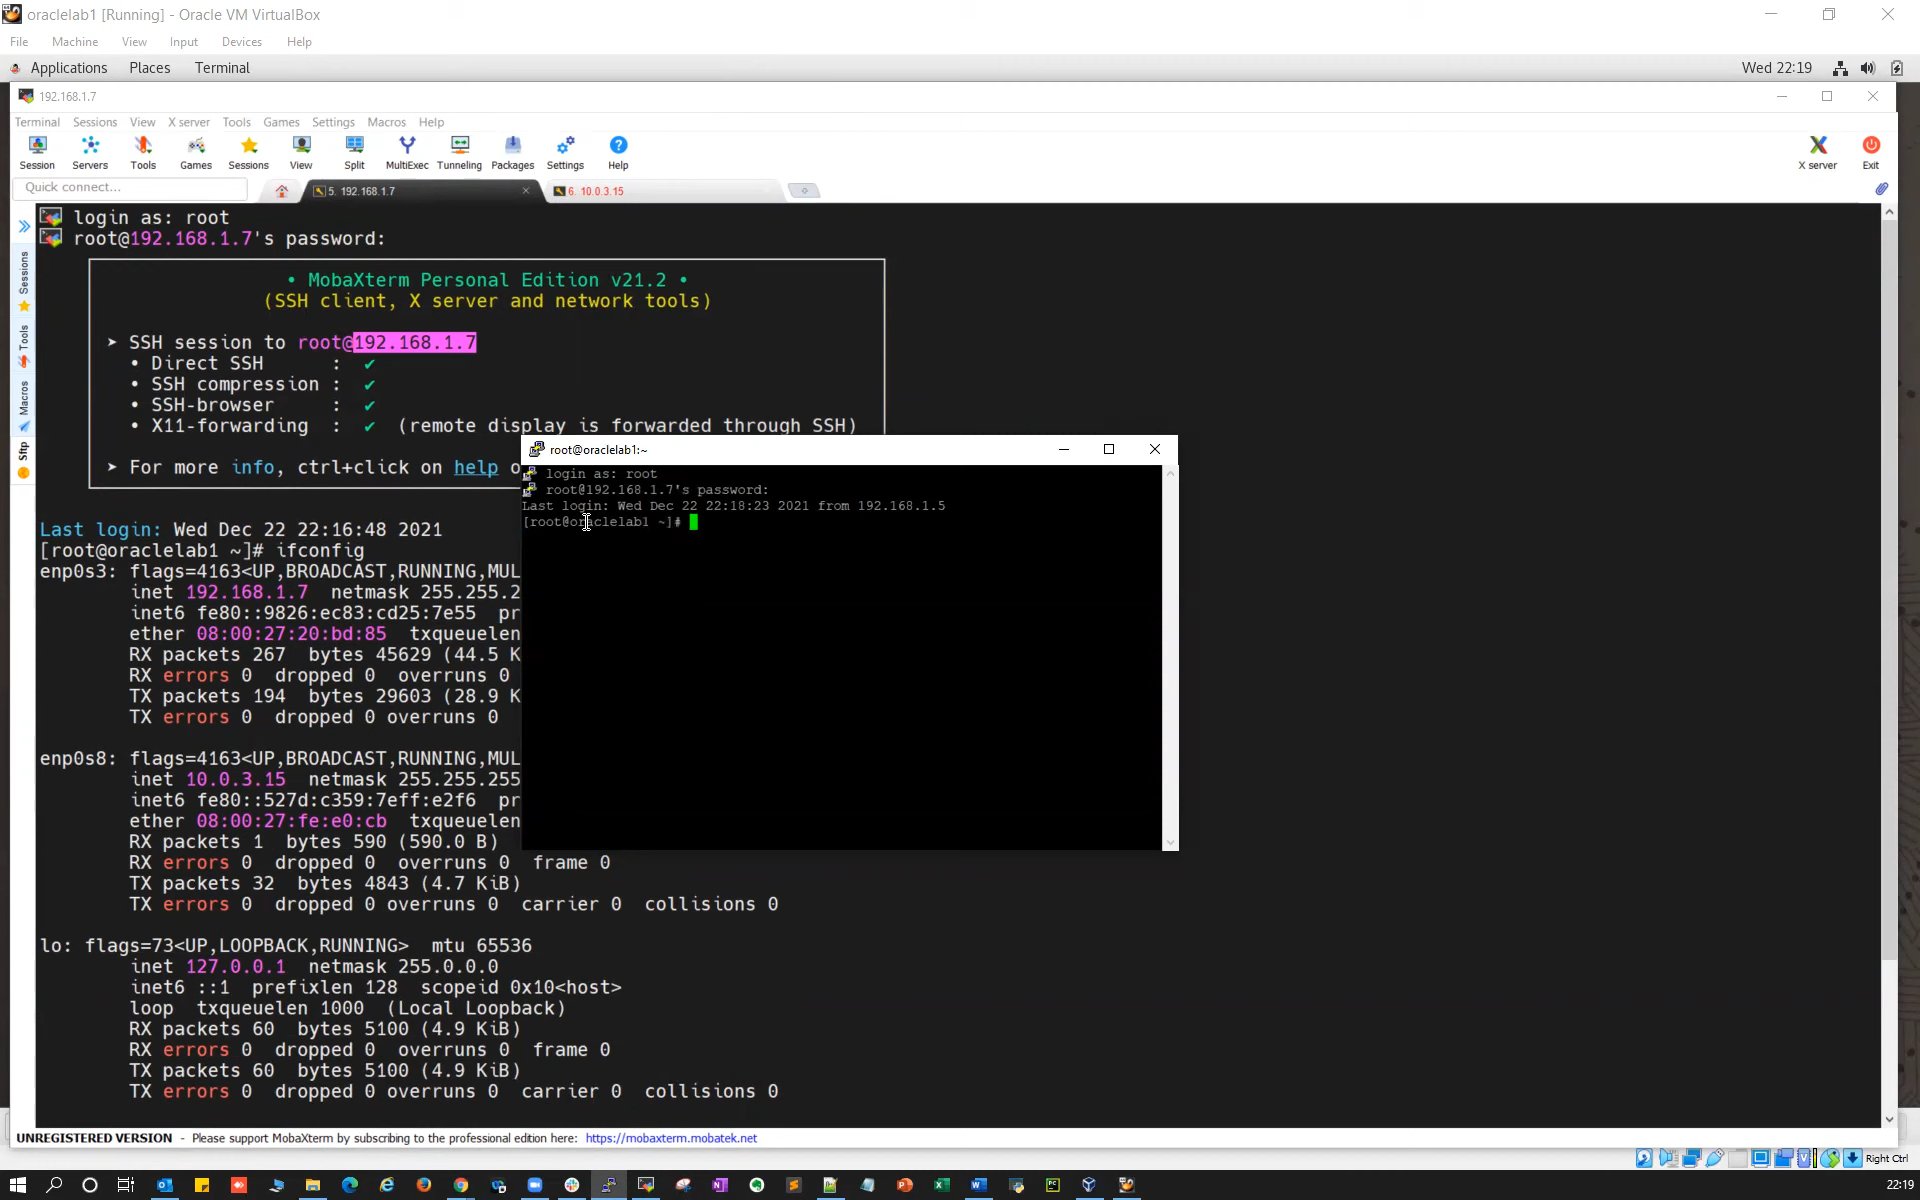 oraclelab1 [Running] - Oracle VM VirtualBox
File Machine View Input Devices Help
Applications Places Terminal
Wed 22:19
192.168.1.7
Terminal Sessions View X server Tools Games Settings Macros Help
Session Servers Tools Games Sessions View Split MultiExec Tunneling Packages Settings Help
X server Exit
Quick connect...
5. 192.168.1.7
6. 10.0.3.15
Sessions
Tools
Macros
Sftp
login as: root
root@192.168.1.7's password:
• MobaXterm Personal Edition v21.2 •
(SSH client, X server and network tools)
➤ SSH session to root@192.168.1.7
• Direct SSH : ✔
• SSH compression : ✔
• SSH-browser : ✔
• X11-forwarding : ✔ (remote display is forwarded through SSH)
➤ For more info, ctrl+click on help o
Last login: Wed Dec 22 22:16:48 2021
[root@oraclelab1 ~]# ifconfig
enp0s3: flags=4163<UP,BROADCAST,RUNNING,MUL
inet 192.168.1.7 netmask 255.255.2
inet6 fe80::9826:ec83:cd25:7e55 pr
ether 08:00:27:20:bd:85 txqueuelen
RX packets 267 bytes 45629 (44.5 K
RX errors 0 dropped 0 overruns 0
TX packets 194 bytes 29603 (28.9 K
TX errors 0 dropped 0 overruns 0
enp0s8: flags=4163<UP,BROADCAST,RUNNING,MUL
inet 10.0.3.15 netmask 255.255.255
inet6 fe80::527d:c359:7eff:e2f6 pr
ether 08:00:27:fe:e0:cb txqueuelen
RX packets 1 bytes 590 (590.0 B)
RX errors 0 dropped 0 overruns 0 frame 0
TX packets 32 bytes 4843 (4.7 KiB)
TX errors 0 dropped 0 overruns 0 carrier 0 collisions 0
lo: flags=73<UP,LOOPBACK,RUNNING> mtu 65536
inet 127.0.0.1 netmask 255.0.0.0
inet6 ::1 prefixlen 128 scopeid 0x10<host>
loop txqueuelen 1000 (Local Loopback)
RX packets 60 bytes 5100 (4.9 KiB)
RX errors 0 dropped 0 overruns 0 frame 0
TX packets 60 bytes 5100 (4.9 KiB)
TX errors 0 dropped 0 overruns 0 carrier 0 collisions 0
root@oraclelab1:~
login as: root
root@192.168.1.7's password:
Last login: Wed Dec 22 22:18:23 2021 from 192.168.1.5
[root@oraclelab1 ~]#
UNREGISTERED VERSION - Please support MobaXterm by subscribing to the professional edition here: https://mobaxterm.mobatek.net
Right Ctrl
22:19